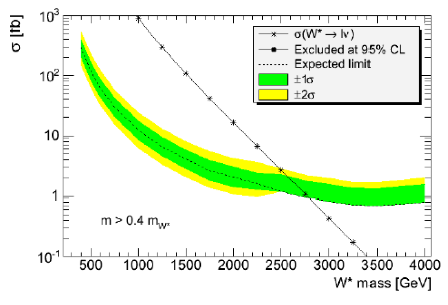 σ [fb]
10³
10²
10
1
10⁻¹
σ(W* → lν)
Excluded at 95% CL
Expected limit
±1σ
±2σ
m > 0.4 m_W*
500 1000 1500 2000 2500 3000 3500 4000
W* mass [GeV]